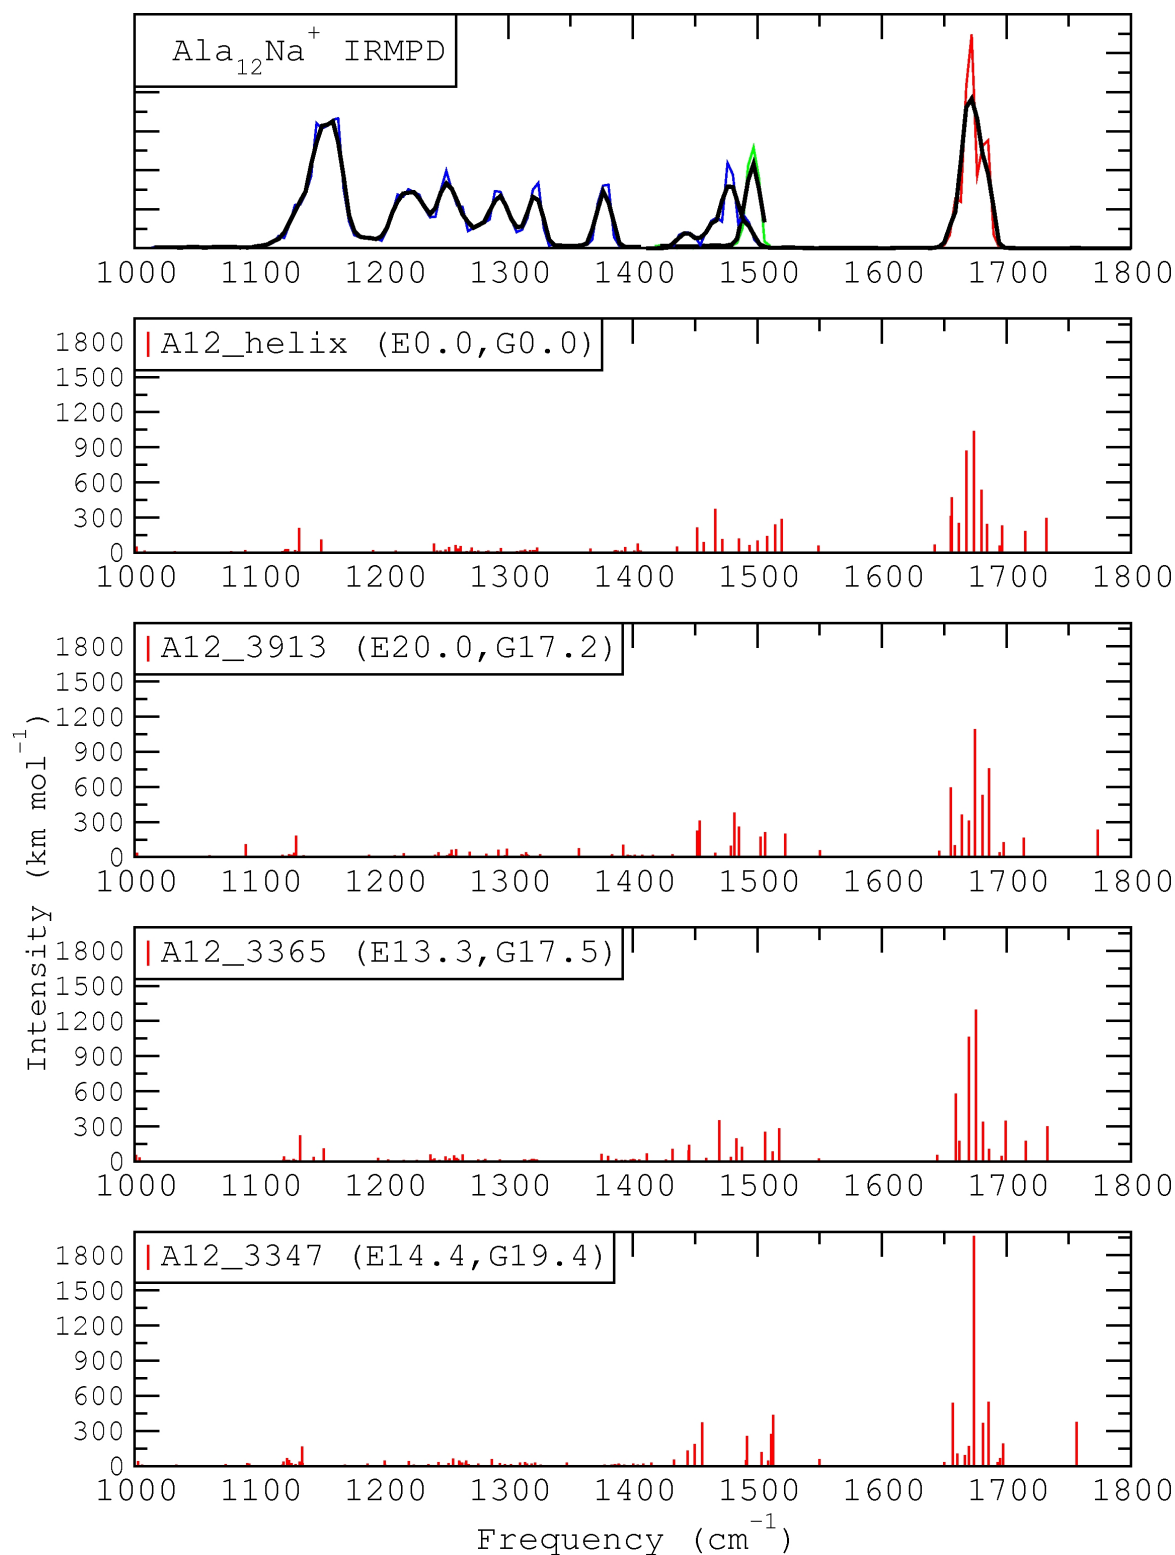 Ala12Na+ IRMPD
1000 1100 1200 1300 1400 1500 1600 1700 1800
A12_helix (E0.0,G0.0)
1800
1500
1200
900
600
300
0
1000 1100 1200 1300 1400 1500 1600 1700 1800
A12_3913 (E20.0,G17.2)
1800
1500
1200
900
600
300
0
1000 1100 1200 1300 1400 1500 1600 1700 1800
Intensity (km mol−1)
A12_3365 (E13.3,G17.5)
1800
1500
1200
900
600
300
0
1000 1100 1200 1300 1400 1500 1600 1700 1800
A12_3347 (E14.4,G19.4)
1800
1500
1200
900
600
300
0
1000 1100 1200 1300 1400 1500 1600 1700 1800
Frequency (cm−1)